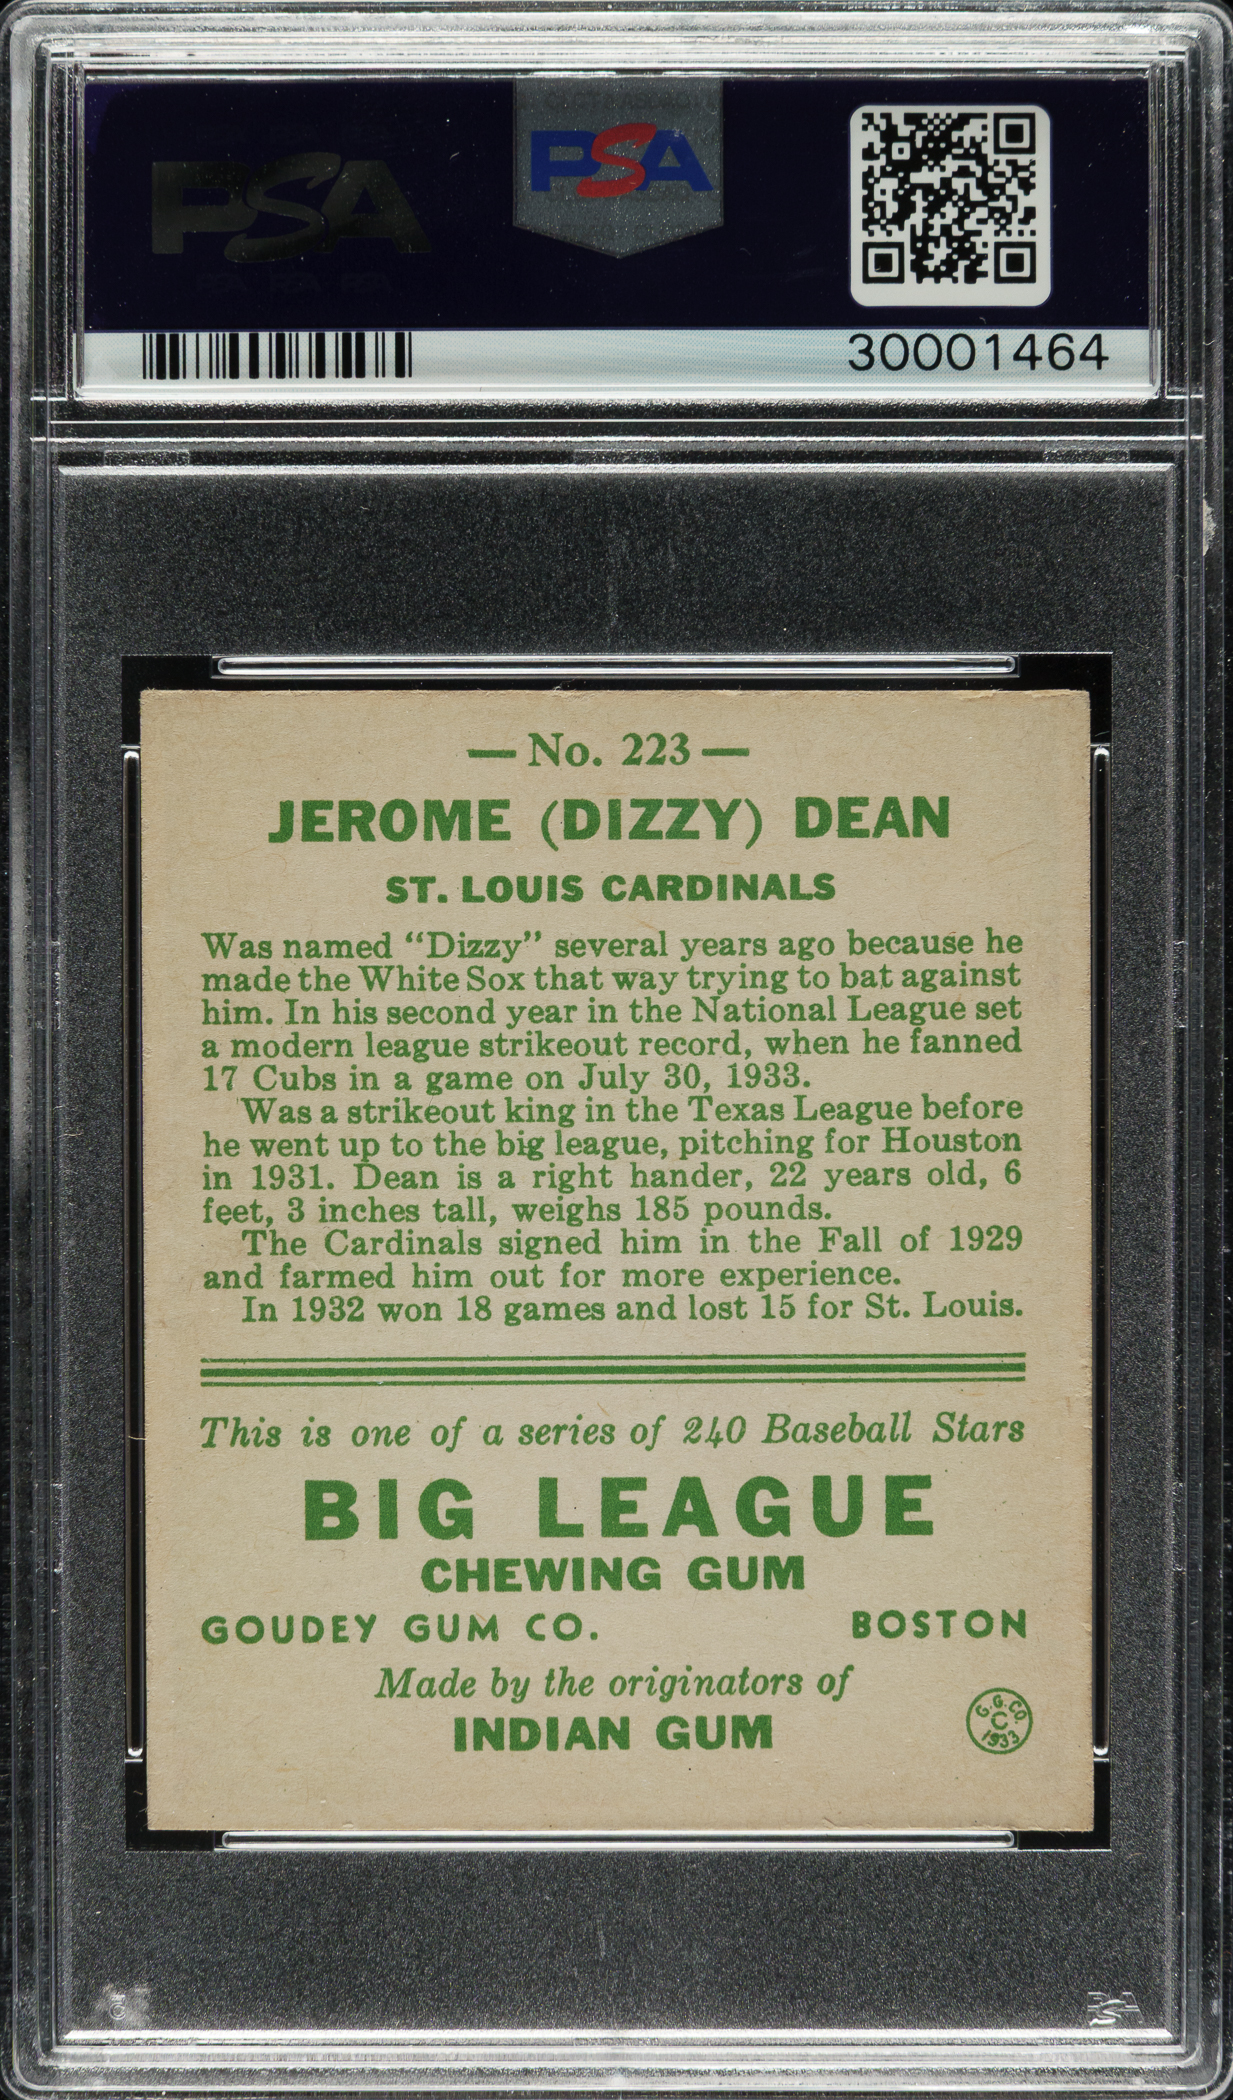 PSA
PSA
30001464
— No. 223 —
JEROME (DIZZY) DEAN
ST. LOUIS CARDINALS
Was named “Dizzy” several years ago because he
made the White Sox that way trying to bat against
him. In his second year in the National League set
a modern league strikeout record, when he fanned
17 Cubs in a game on July 30, 1933.
Was a strikeout king in the Texas League before
he went up to the big league, pitching for Houston
in 1931. Dean is a right hander, 22 years old, 6
feet, 3 inches tall, weighs 185 pounds.
The Cardinals signed him in the Fall of 1929
and farmed him out for more experience.
In 1932 won 18 games and lost 15 for St. Louis.
This is one of a series of 240 Baseball Stars
BIG LEAGUE
CHEWING GUM
GOUDEY GUM CO. BOSTON
Made by the originators of
INDIAN GUM
G.G.CO.
C
1933
PSA